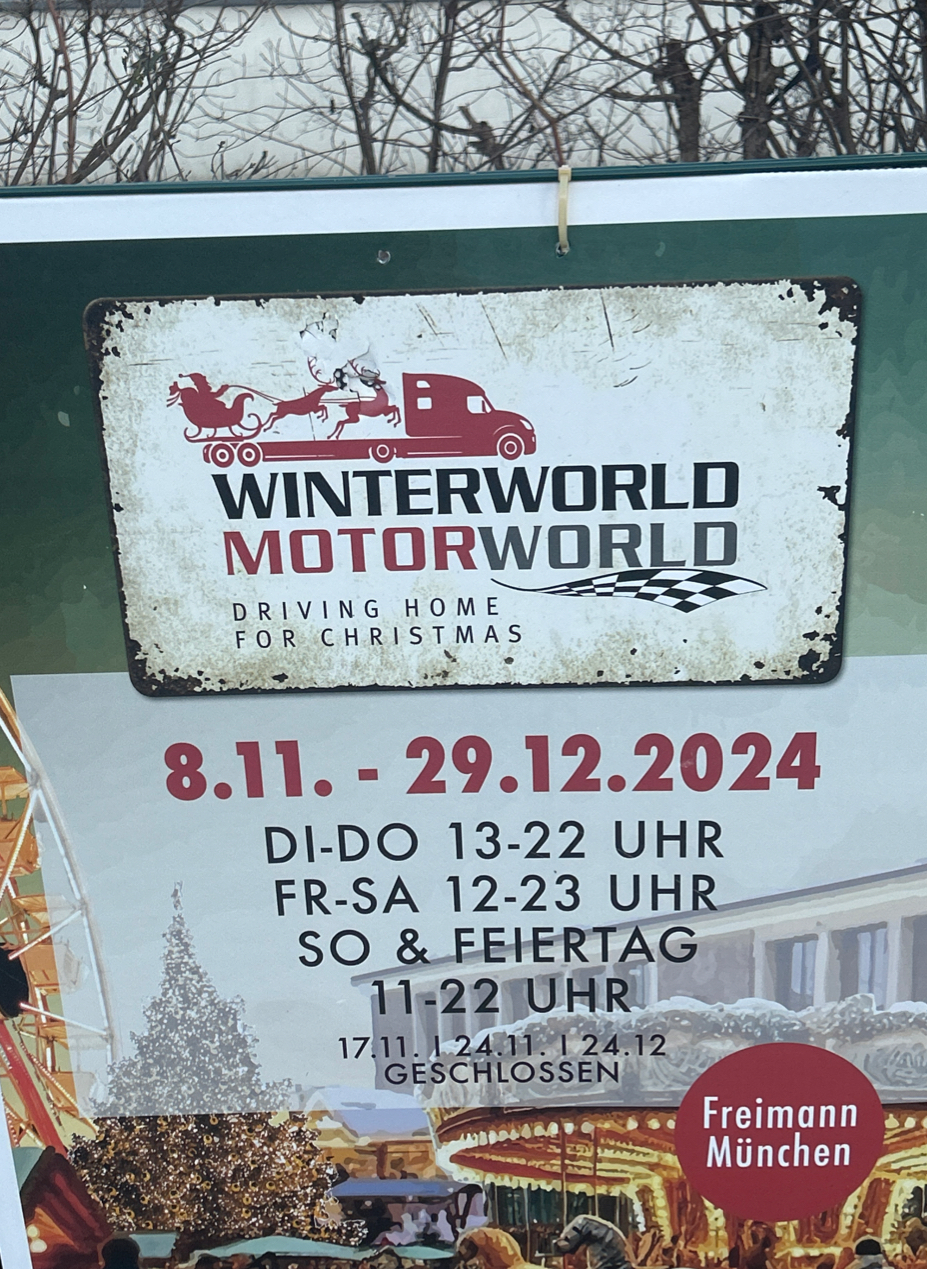 WINTERWORLD
MOTORWORLD
DRIVING HOME
FOR CHRISTMAS
8.11. - 29.12.2024
DI-DO 13-22 UHR
FR-SA 12-23 UHR
SO & FEIERTAG
11-22 UHR
17.11. I 24.11. I 24.12
GESCHLOSSEN
Freimann
München